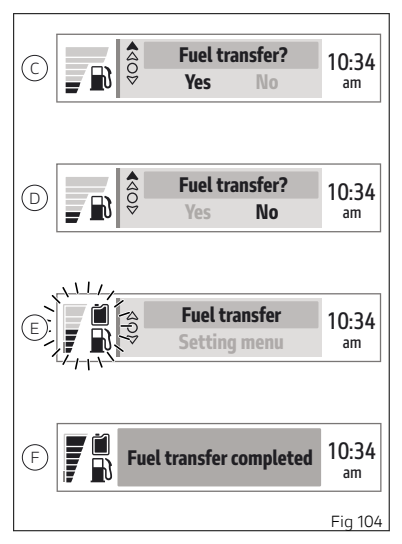 C
Fuel transfer?
Yes No
10:34
am
D
Fuel transfer?
Yes No
10:34
am
E
Fuel transfer
Setting menu
10:34
am
F
Fuel transfer completed
10:34
am
Fig 104